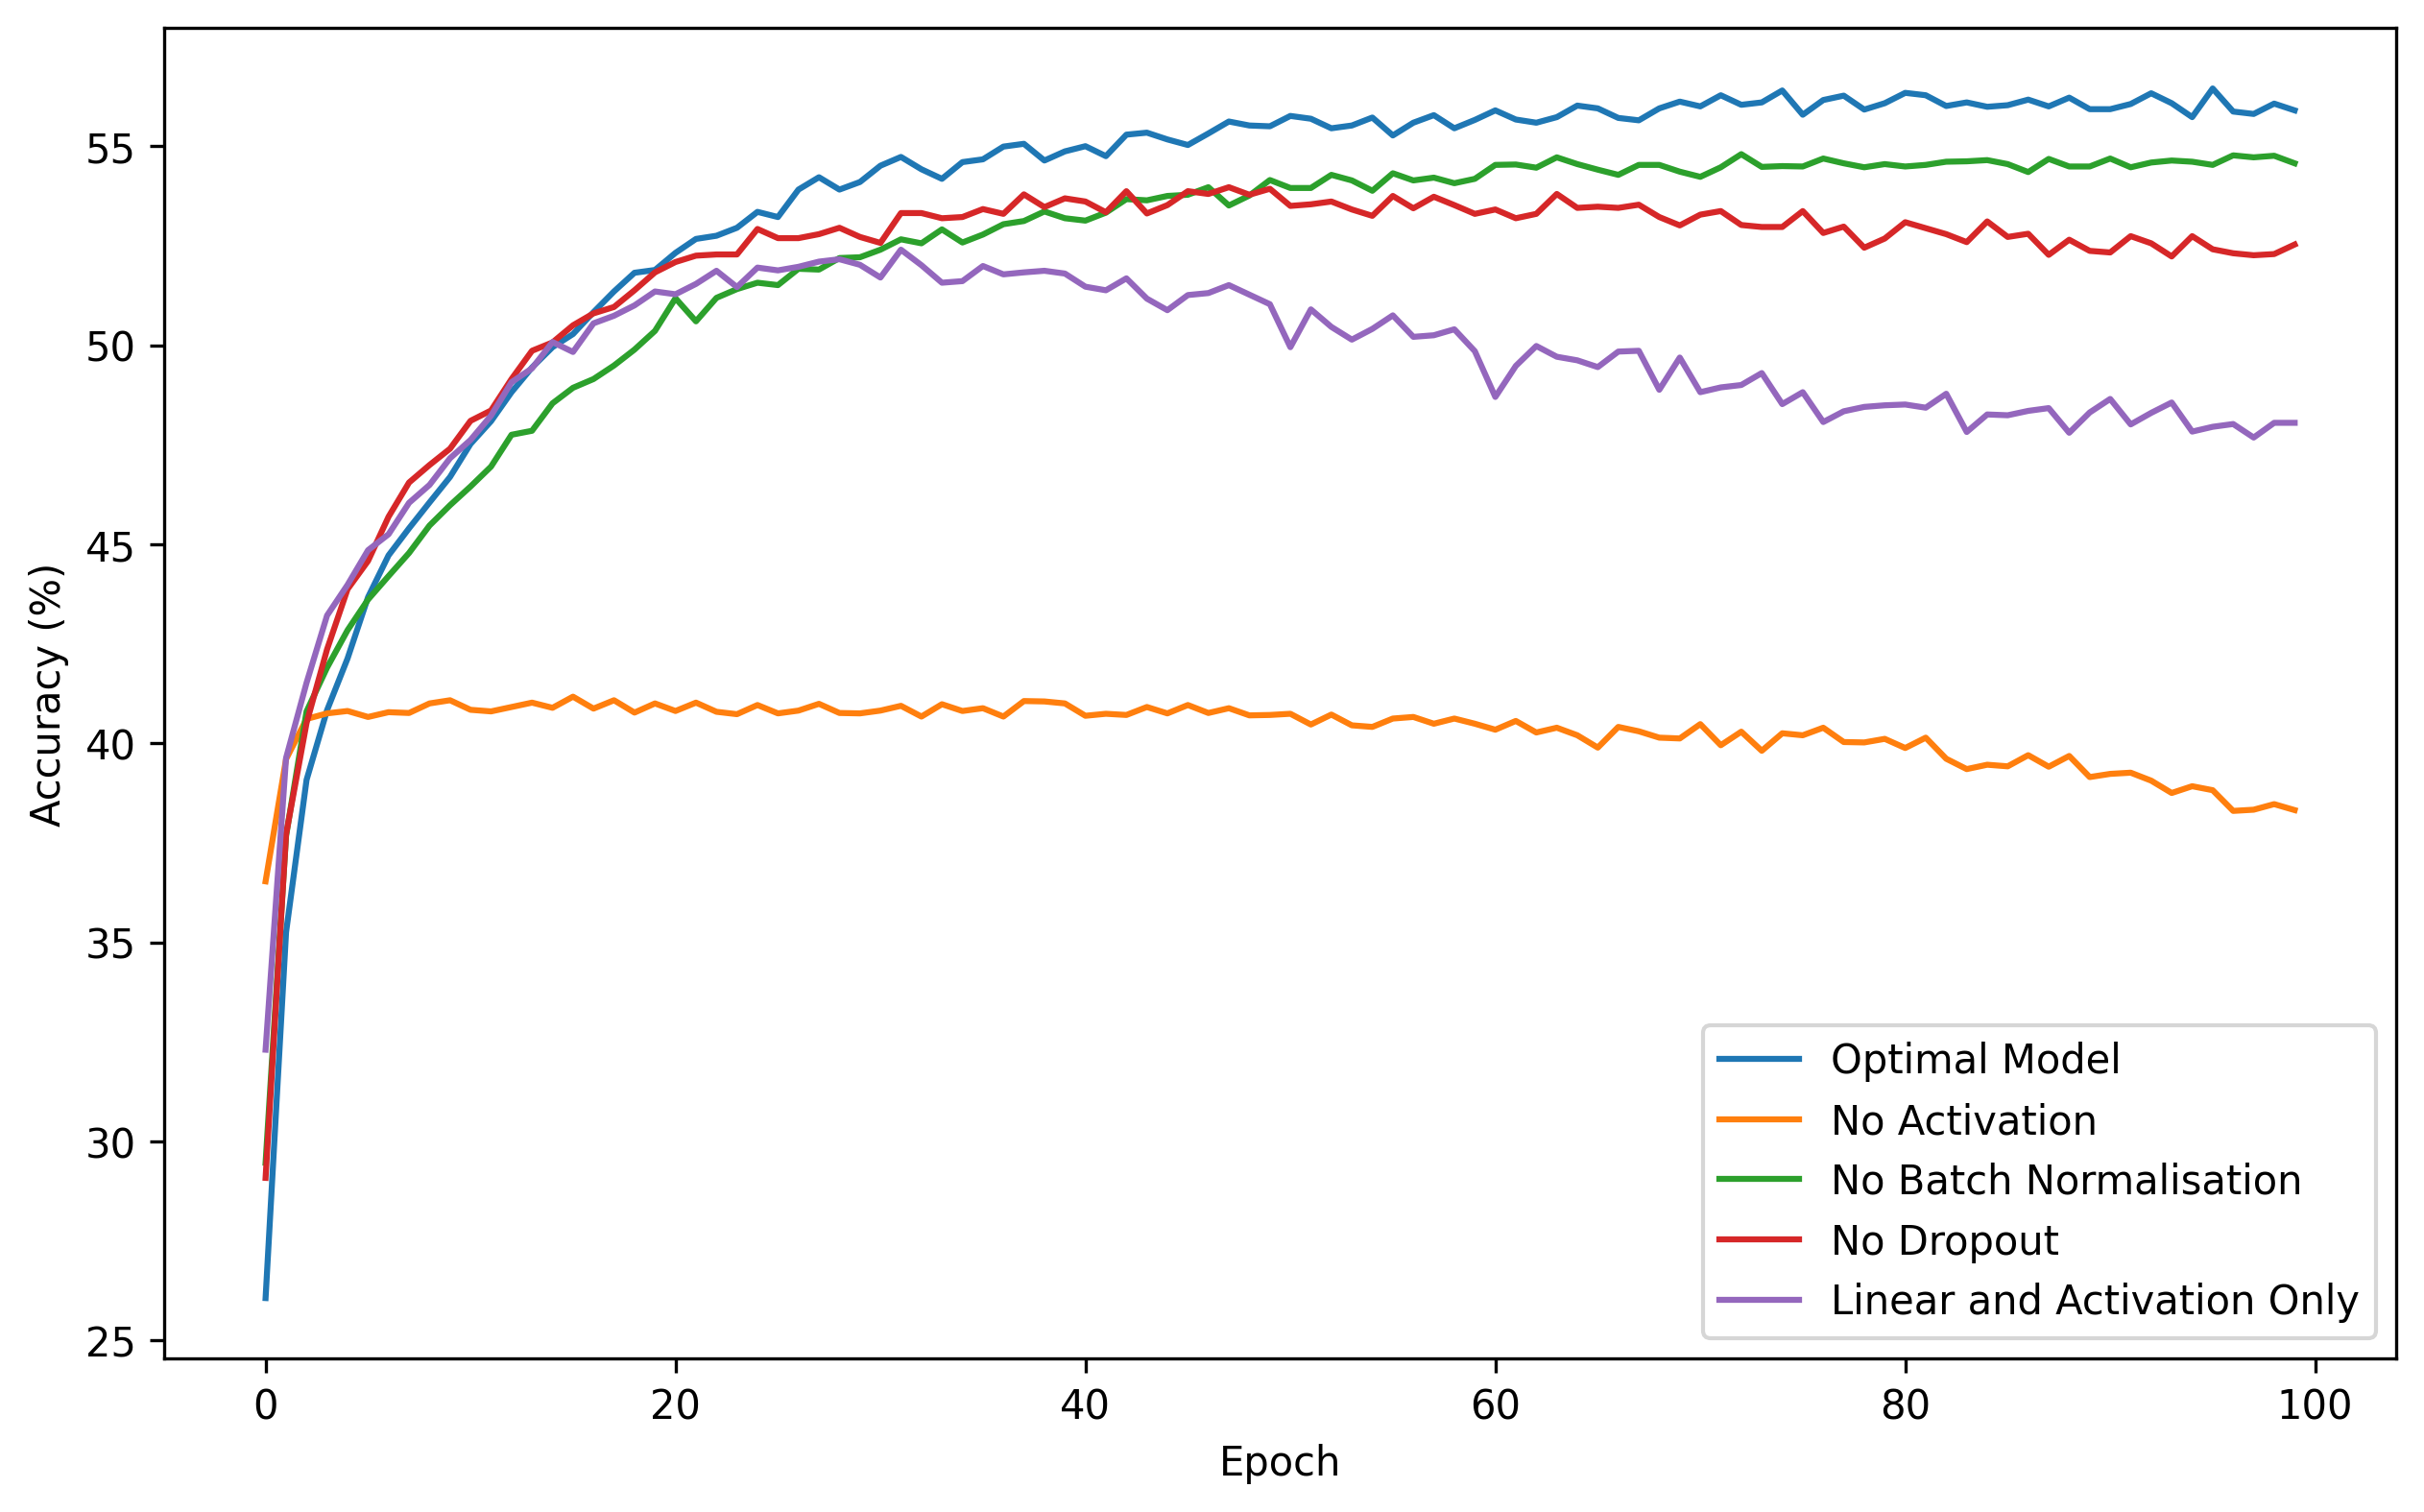 Accuracy (%)
55
50
45
40
35
30
25
0 20 40 60 80 100
Epoch
Optimal Model
No Activation
No Batch Normalisation
No Dropout
Linear and Activation Only